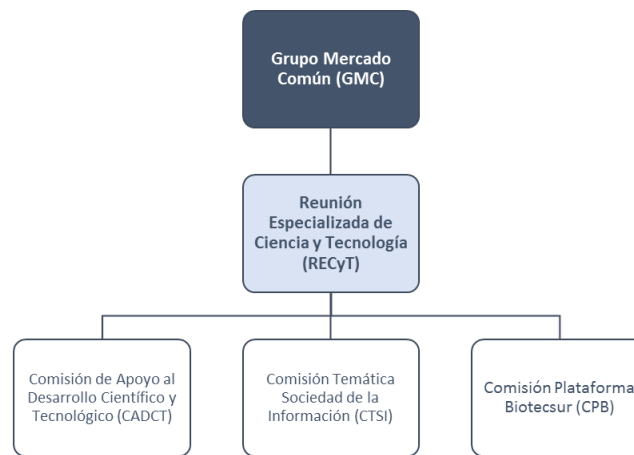 Grupo Mercado
Común (GMC)
Reunión
Especializada de
Ciencia y Tecnología
(RECyT)
Comisión de Apoyo al
Desarrollo Científico y
Tecnológico (CADCT)
Comisión Temática
Sociedad de la
Información (CTSI)
Comisión Plataforma
Biotecsur (CPB)